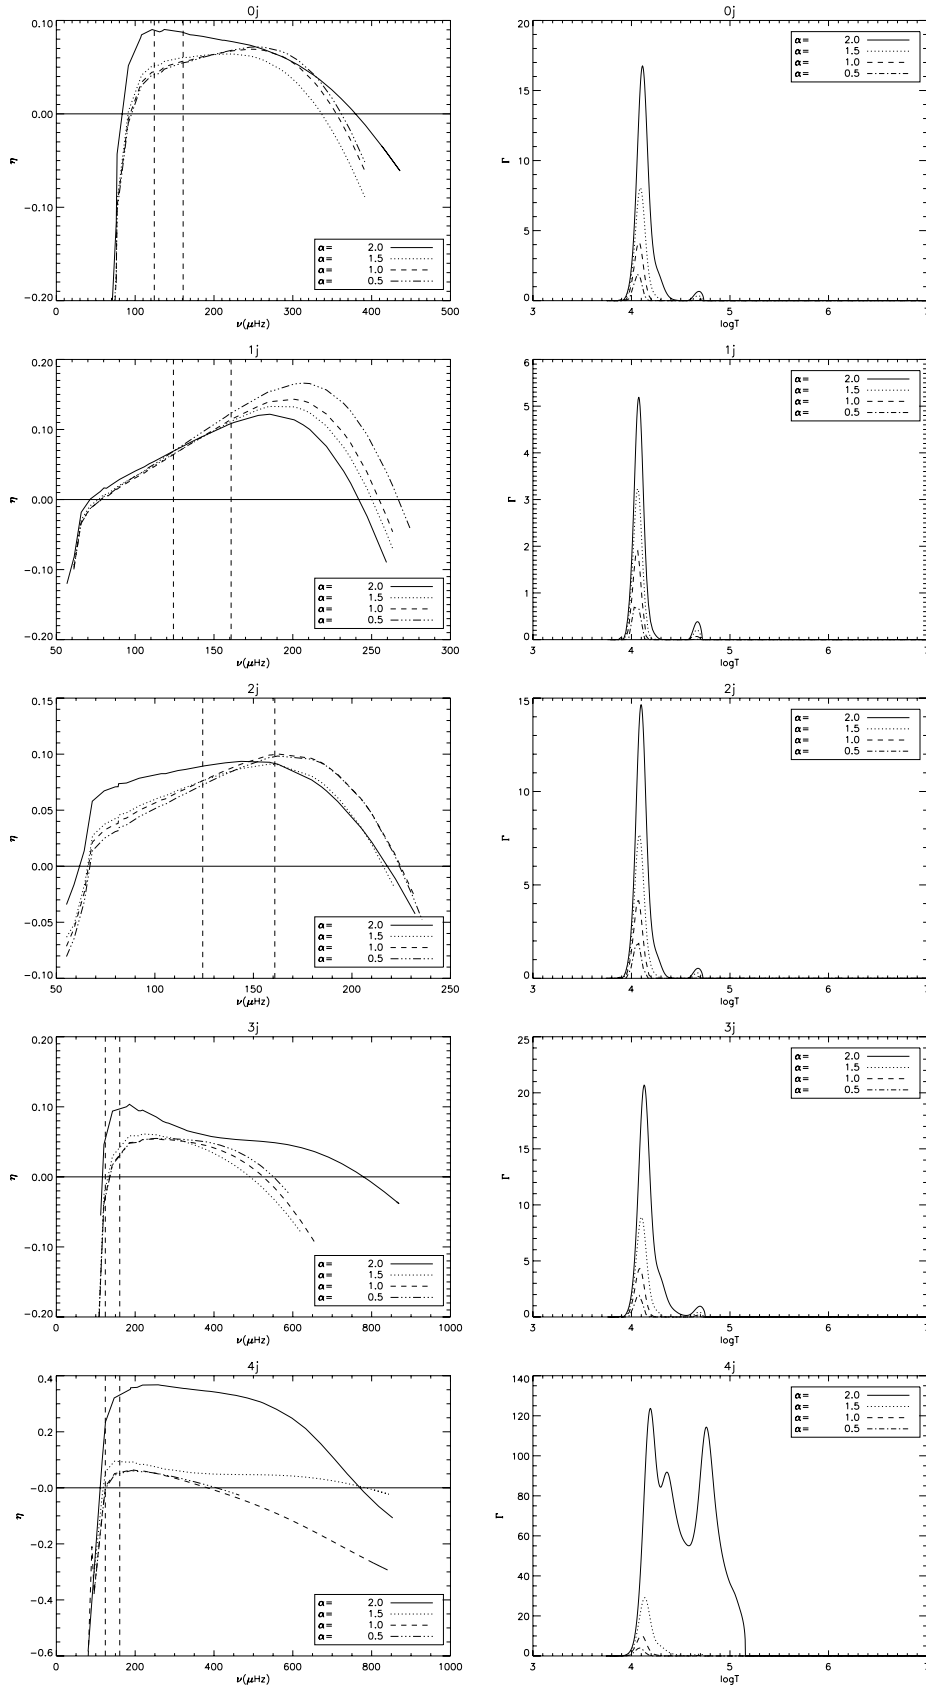 0j
0.10
0.00
−0.10
−0.20
η
α= 2.0
α= 1.5
α= 1.0
α= 0.5
0 100 200 300 400 500
ν(μHz)
0j
20
15
10
5
0
Γ
α= 2.0
α= 1.5
α= 1.0
α= 0.5
3 4 5 6 7
logT
1j
0.20
0.10
0.00
−0.10
−0.20
η
α= 2.0
α= 1.5
α= 1.0
α= 0.5
50 100 150 200 250 300
ν(μHz)
1j
6
5
4
3
2
1
0
Γ
α= 2.0
α= 1.5
α= 1.0
α= 0.5
3 4 5 6 7
logT
2j
0.15
0.10
0.05
0.00
−0.05
−0.10
η
α= 2.0
α= 1.5
α= 1.0
α= 0.5
50 100 150 200 250
ν(μHz)
2j
15
10
5
0
Γ
α= 2.0
α= 1.5
α= 1.0
α= 0.5
3 4 5 6 7
logT
3j
0.20
0.10
0.00
−0.10
−0.20
η
α= 2.0
α= 1.5
α= 1.0
α= 0.5
0 200 400 600 800 1000
ν(μHz)
3j
25
20
15
10
5
0
Γ
α= 2.0
α= 1.5
α= 1.0
α= 0.5
3 4 5 6 7
logT
4j
0.4
0.2
−0.0
−0.2
−0.4
−0.6
η
α= 2.0
α= 1.5
α= 1.0
α= 0.5
0 200 400 600 800 1000
ν(μHz)
4j
140
120
100
80
60
40
20
0
Γ
α= 2.0
α= 1.5
α= 1.0
α= 0.5
3 4 5 6 7
logT